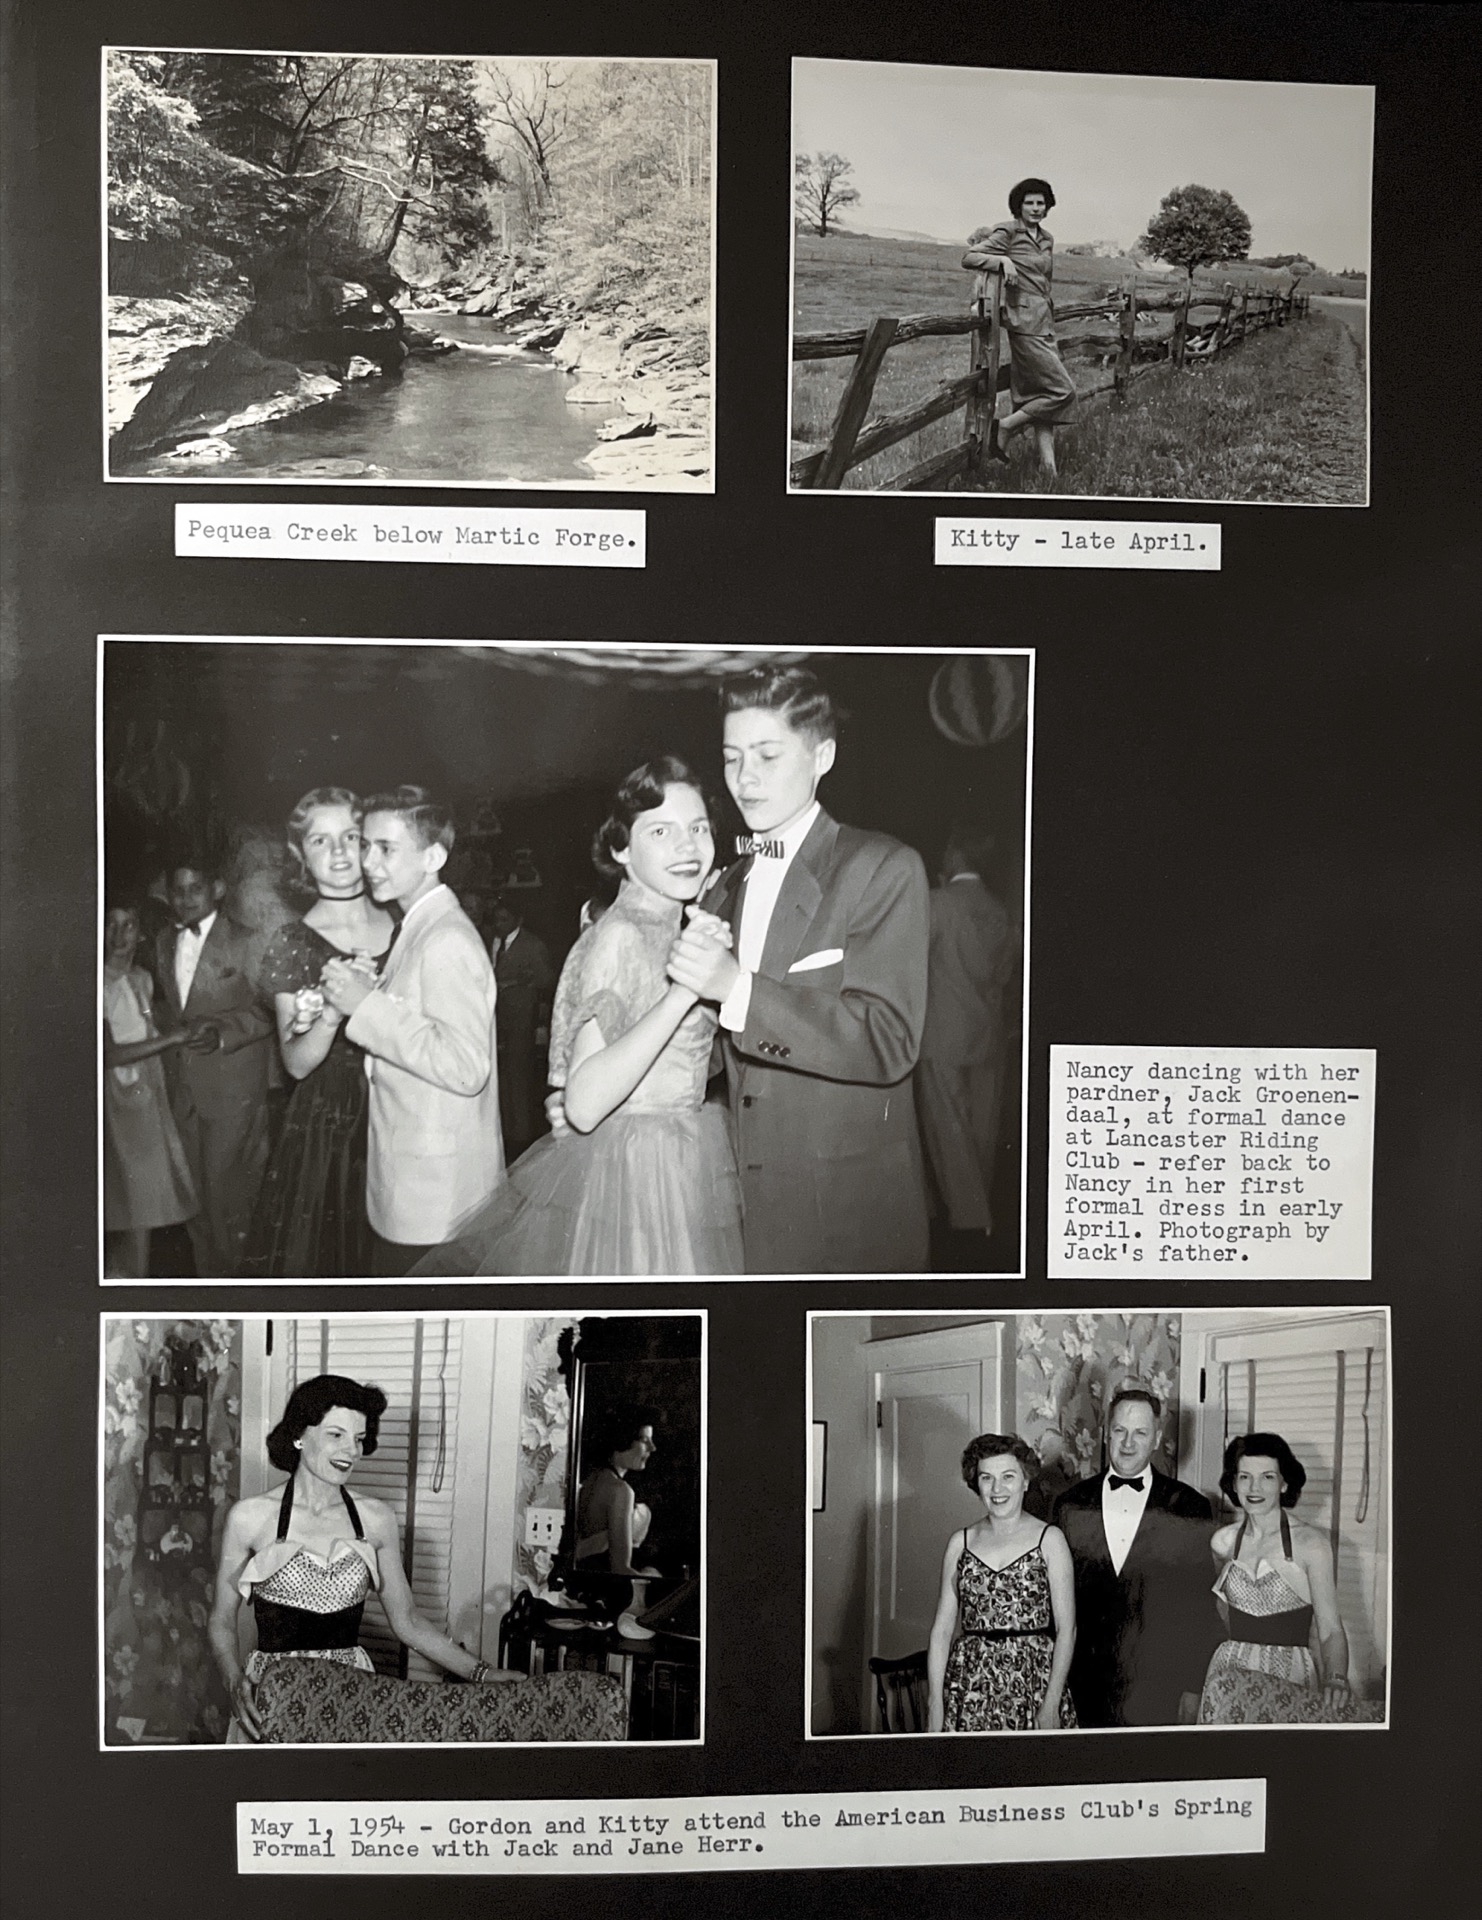 Pequea Creek below Martic Forge.
Kitty - late April.
Nancy dancing with her
pardner, Jack Groenen-
daal, at formal dance
at Lancaster Riding
Club - refer back to
Nancy in her first
formal dress in early
April. Photograph by
Jack's father.
May 1, 1954 - Gordon and Kitty attend the American Business Club's Spring
Formal Dance with Jack and Jane Herr.